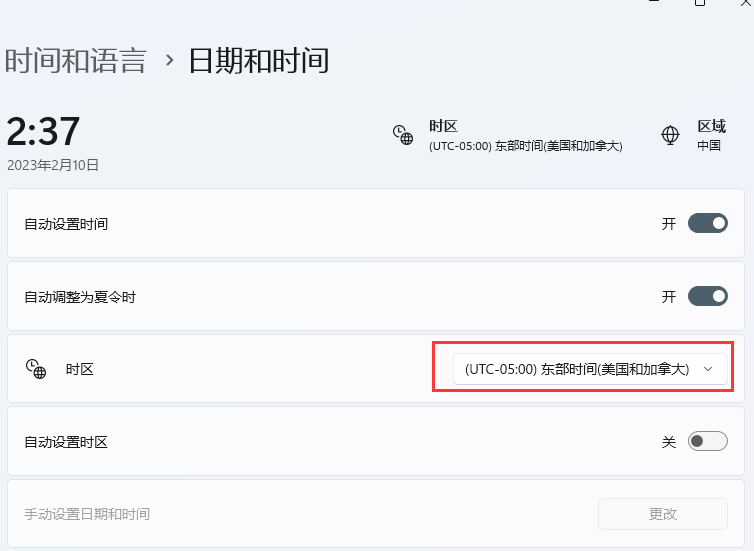 时间和语言 › 日期和时间
2:37
2023年2月10日
时区
(UTC-05:00) 东部时间(美国和加拿大)
区域
中国
自动设置时间 开
自动调整为夏令时 开
时区 (UTC-05:00) 东部时间(美国和加拿大)
自动设置时区 关
手动设置日期和时间 更改